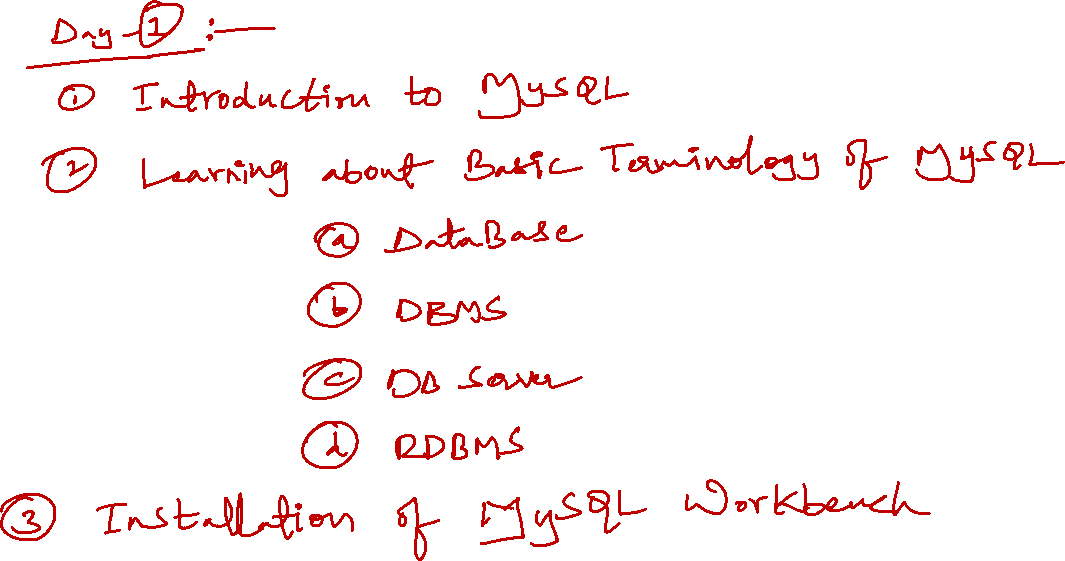 Day-① :-
① Introduction to MySQL
② Learning about Basic Terminology of MySQL
ⓐ DataBase
ⓑ DBMS
ⓒ DB Server
ⓓ RDBMS
③ Installation of MySQL Workbench